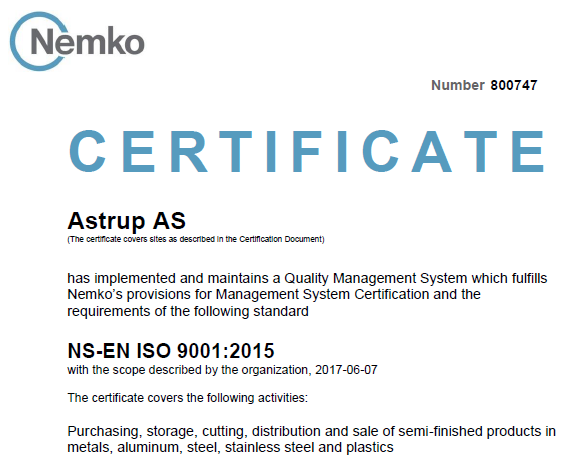 Nemko
Number 800747
CERTIFICATE
Astrup AS
(The certificate covers sites as described in the Certification Document)
has implemented and maintains a Quality Management System which fulfills
Nemko's provisions for Management System Certification and the
requirements of the following standard
NS-EN ISO 9001:2015
with the scope described by the organization, 2017-06-07
The certificate covers the following activities:
Purchasing, storage, cutting, distribution and sale of semi-finished products in
metals, aluminum, steel, stainless steel and plastics